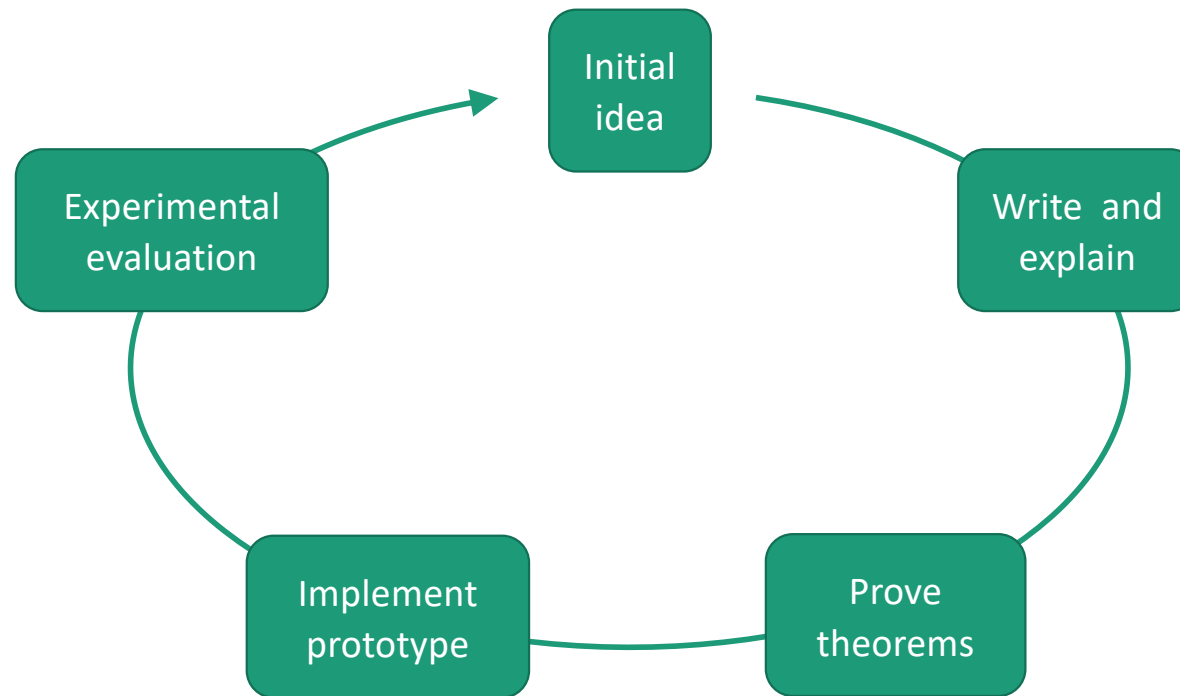 Initial
idea
Write and
explain
Prove
theorems
Implement
prototype
Experimental
evaluation